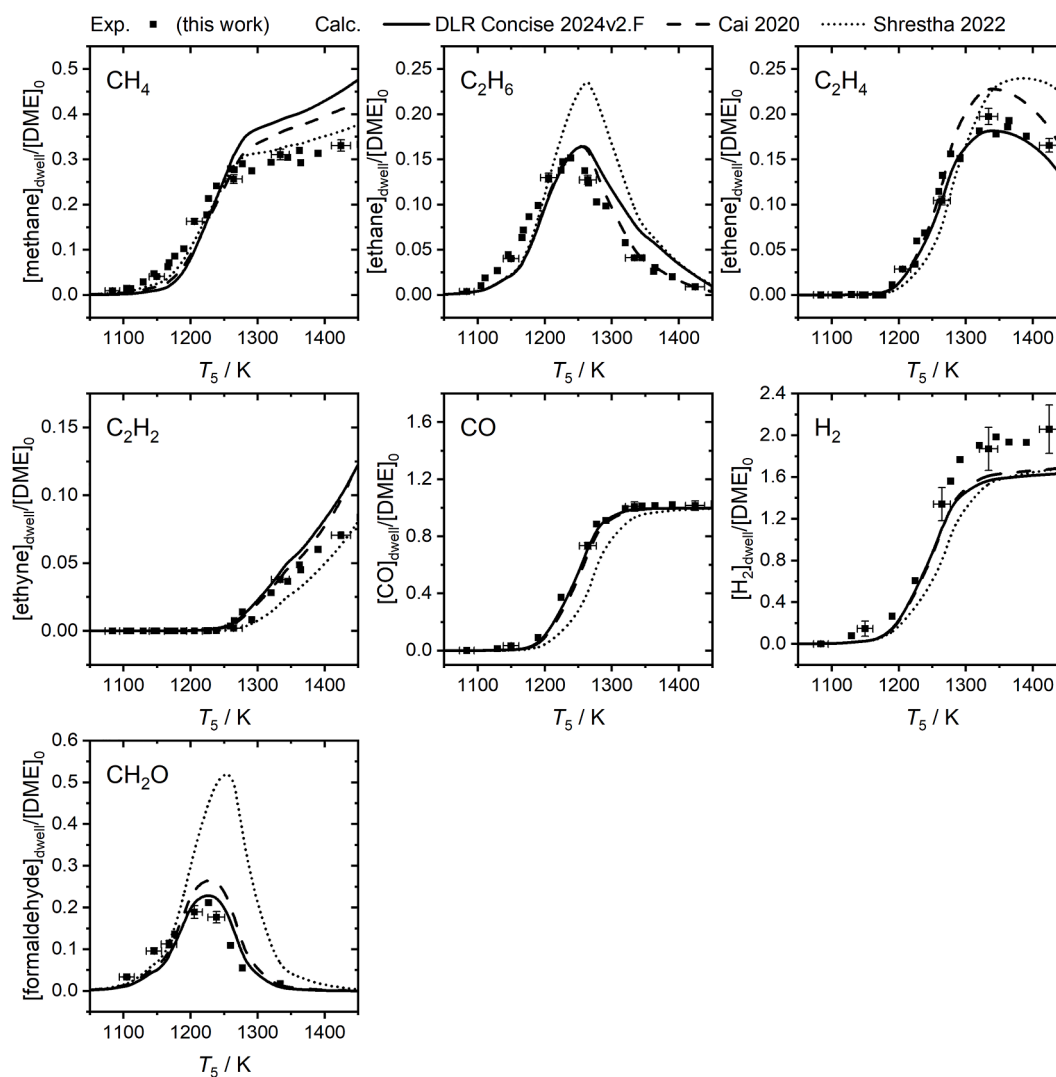 Exp. (this work) Calc. DLR Concise 2024v2.F Cai 2020 Shrestha 2022
CH4
[methane]dwell/[DME]0
0.5
0.4
0.3
0.2
0.1
0.0
1100 1200 1300 1400
T5 / K
C2H6
[ethane]dwell/[DME]0
0.25
0.20
0.15
0.10
0.05
0.00
1100 1200 1300 1400
T5 / K
C2H4
[ethene]dwell/[DME]0
0.25
0.20
0.15
0.10
0.05
0.00
1100 1200 1300 1400
T5 / K
C2H2
[ethyne]dwell/[DME]0
0.15
0.10
0.05
0.00
1100 1200 1300 1400
T5 / K
CO
[CO]dwell/[DME]0
1.6
1.2
0.8
0.4
0.0
1100 1200 1300 1400
T5 / K
H2
[H2]dwell/[DME]0
2.4
2.0
1.6
1.2
0.8
0.4
0.0
1100 1200 1300 1400
T5 / K
CH2O
[formaldehyde]dwell/[DME]0
0.6
0.5
0.4
0.3
0.2
0.1
0.0
1100 1200 1300 1400
T5 / K